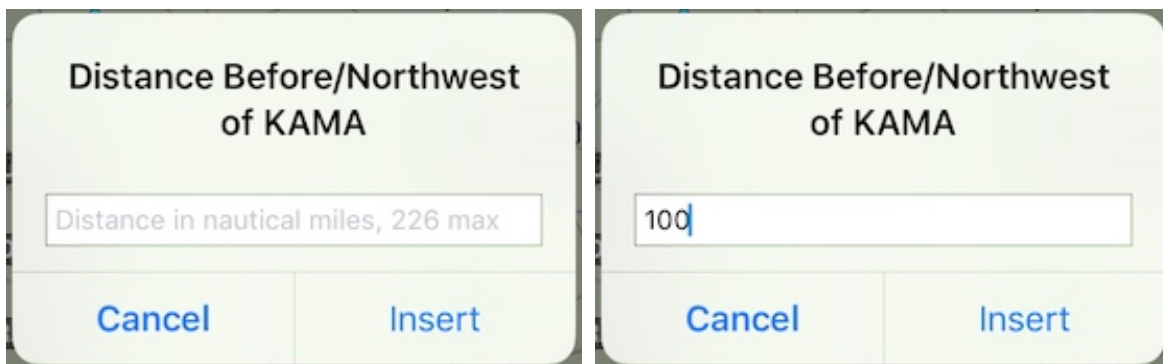 Distance Before/Northwest
of KAMA
Distance in nautical miles, 226 max
Cancel
Insert
Distance Before/Northwest
of KAMA
100
Cancel
Insert